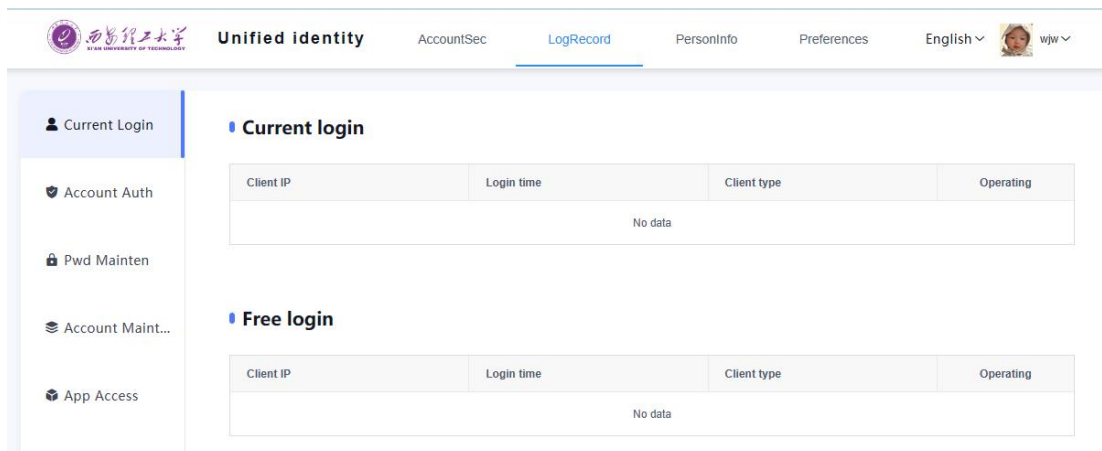 西安理工大学
XI'AN UNIVERSITY OF TECHNOLOGY
Unified identity
AccountSec
LogRecord
PersonInfo
Preferences
English
wjw
Current Login
Account Auth
Pwd Mainten
Account Maint...
App Access
Current login
Client IP Login time Client type Operating
No data
Free login
Client IP Login time Client type Operating
No data